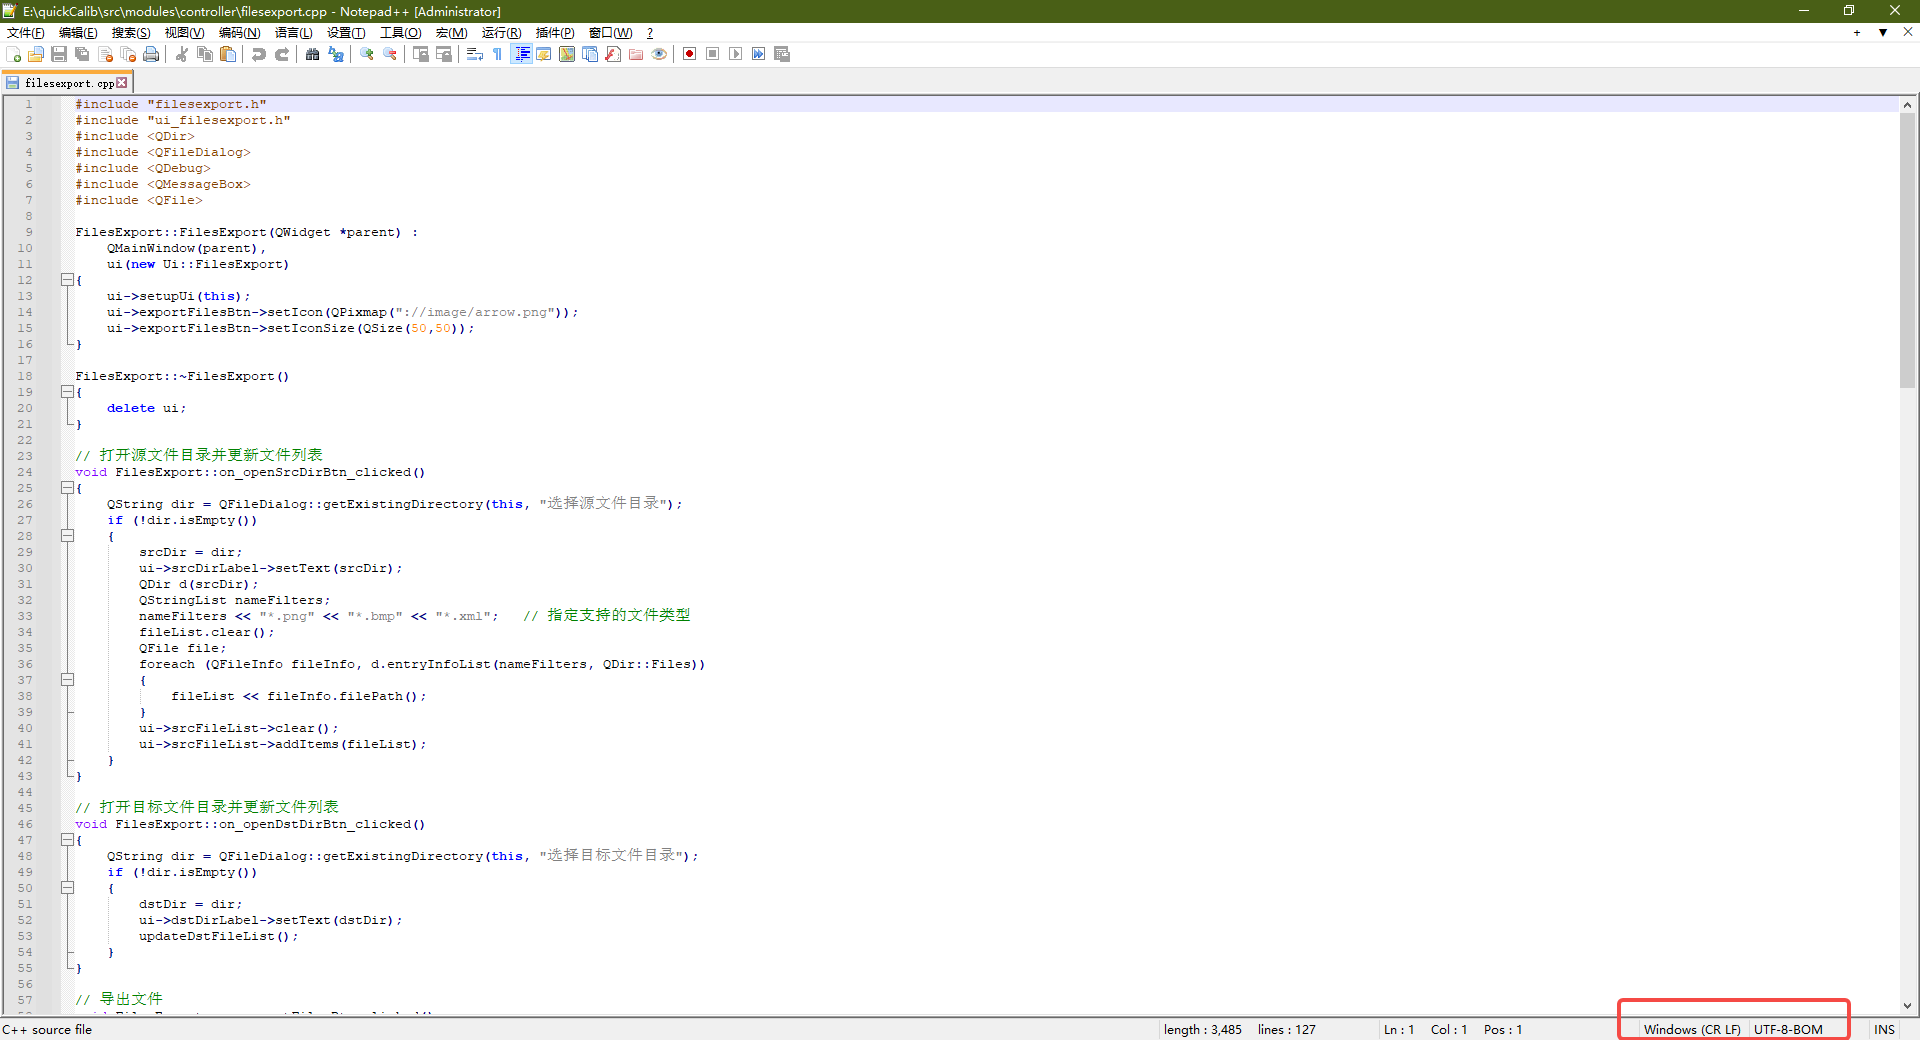 E:\quickCalib\src\modules\controller\filesexport.cpp - Notepad++ [Administrator]
文件(F) 编辑(E) 搜索(S) 视图(V) 编码(N) 语言(L) 设置(T) 工具(O) 宏(M) 运行(R) 插件(P) 窗口(W) ?
filesexport.cpp
1 #include "filesexport.h"
2 #include "ui_filesexport.h"
3 #include <QDir>
4 #include <QFileDialog>
5 #include <QDebug>
6 #include <QMessageBox>
7 #include <QFile>
8
9 FilesExport::FilesExport(QWidget *parent) :
10     QMainWindow(parent),
11     ui(new Ui::FilesExport)
12 {
13     ui->setupUi(this);
14     ui->exportFilesBtn->setIcon(QPixmap("://image/arrow.png"));
15     ui->exportFilesBtn->setIconSize(QSize(50,50));
16 }
17
18 FilesExport::~FilesExport()
19 {
20     delete ui;
21 }
22
23 // 打开源文件目录并更新文件列表
24 void FilesExport::on_openSrcDirBtn_clicked()
25 {
26     QString dir = QFileDialog::getExistingDirectory(this, "选择源文件目录");
27     if (!dir.isEmpty())
28     {
29         srcDir = dir;
30         ui->srcDirLabel->setText(srcDir);
31         QDir d(srcDir);
32         QStringList nameFilters;
33         nameFilters << "*.png" << "*.bmp" << "*.xml";   // 指定支持的文件类型
34         fileList.clear();
35         QFile file;
36         foreach (QFileInfo fileInfo, d.entryInfoList(nameFilters, QDir::Files))
37         {
38             fileList << fileInfo.filePath();
39         }
40         ui->srcFileList->clear();
41         ui->srcFileList->addItems(fileList);
42     }
43 }
44
45 // 打开目标文件目录并更新文件列表
46 void FilesExport::on_openDstDirBtn_clicked()
47 {
48     QString dir = QFileDialog::getExistingDirectory(this, "选择目标文件目录");
49     if (!dir.isEmpty())
50     {
51         dstDir = dir;
52         ui->dstDirLabel->setText(dstDir);
53         updateDstFileList();
54     }
55 }
56
57 // 导出文件
C++ source file length : 3,485 lines : 127 Ln : 1 Col : 1 Pos : 1 Windows (CR LF) UTF-8-BOM INS